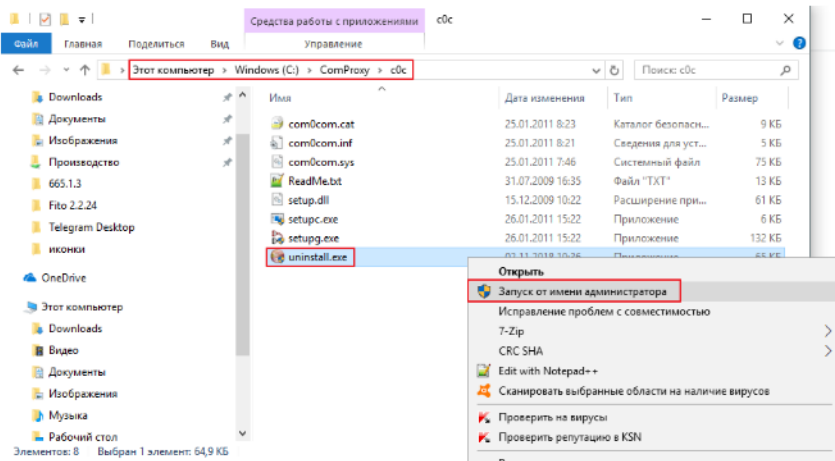 Средства работы с приложениями c0c
Файл Главная Поделиться Вид Управление
Этот компьютер > Windows (C:) > ComProxy > c0c Поиск: c0c
Downloads
Документы
Изображения
Производство
665.1.3
Fito 2.2.24
Telegram Desktop
иконки
OneDrive
Этот компьютер
Downloads
Видео
Документы
Изображения
Музыка
Рабочий стол
Имя Дата изменения Тип Размер
com0com.cat 25.01.2011 8:23 Каталог безопасн... 9 КБ
com0com.inf 25.01.2011 8:21 Сведения для уст... 5 КБ
com0com.sys 25.01.2011 7:46 Системный файл 75 КБ
ReadMe.txt 31.07.2009 16:35 Файл "TXT" 13 КБ
setup.dll 15.12.2009 10:22 Расширение при... 61 КБ
setupc.exe 26.01.2011 15:22 Приложение 6 КБ
setupg.exe 26.01.2011 15:22 Приложение 132 КБ
uninstall.exe 02.11.2018 10:36 Приложение 65 КБ
Открыть
Запуск от имени администратора
Исправление проблем с совместимостью
7-Zip
CRC SHA
Edit with Notepad++
Сканировать выбранные области на наличие вирусов
Проверить на вирусы
Проверить репутацию в KSN
Элементов: 8 Выбран 1 элемент: 64,9 КБ